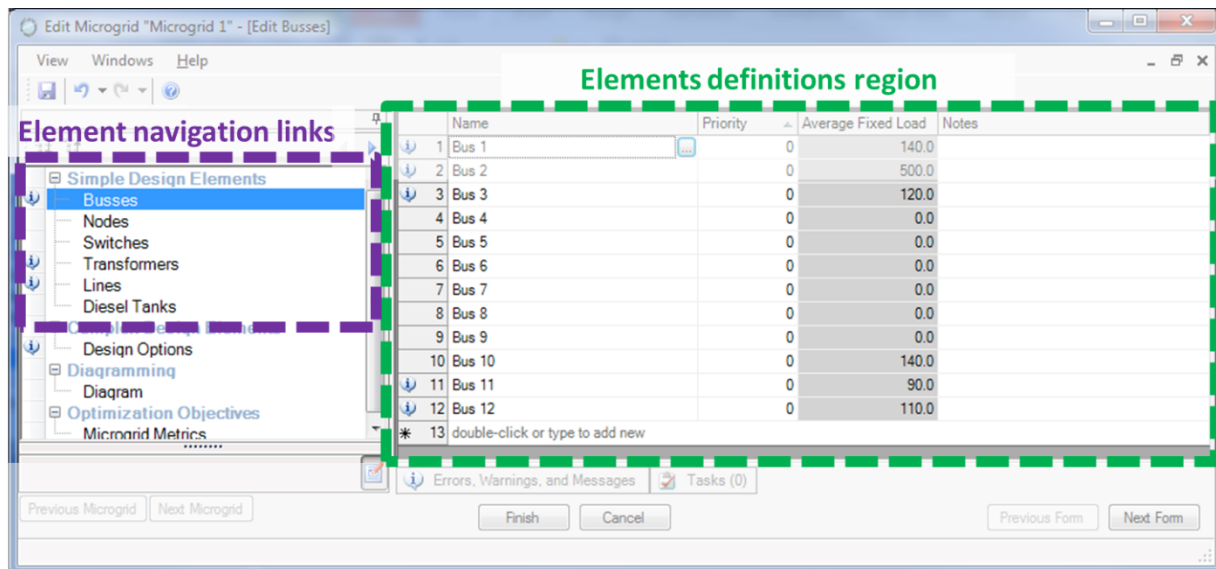 Edit Microgrid "Microgrid 1" - [Edit Busses]
View Windows Help
Elements definitions region
Element navigation links
Name Priority Average Fixed Load Notes
1 Bus 1 ... 0 140.0
2 Bus 2 0 500.0
3 Bus 3 0 120.0
4 Bus 4 0 0.0
5 Bus 5 0 0.0
6 Bus 6 0 0.0
7 Bus 7 0 0.0
8 Bus 8 0 0.0
9 Bus 9 0 0.0
10 Bus 10 0 140.0
11 Bus 11 0 90.0
12 Bus 12 0 110.0
13 double-click or type to add new
Simple Design Elements
Busses
Nodes
Switches
Transformers
Lines
Diesel Tanks
Complex Design Elements
Design Options
Diagramming
Diagram
Optimization Objectives
Microgrid Metrics
Errors, Warnings, and Messages Tasks (0)
Previous Microgrid Next Microgrid
Finish Cancel
Previous Form Next Form